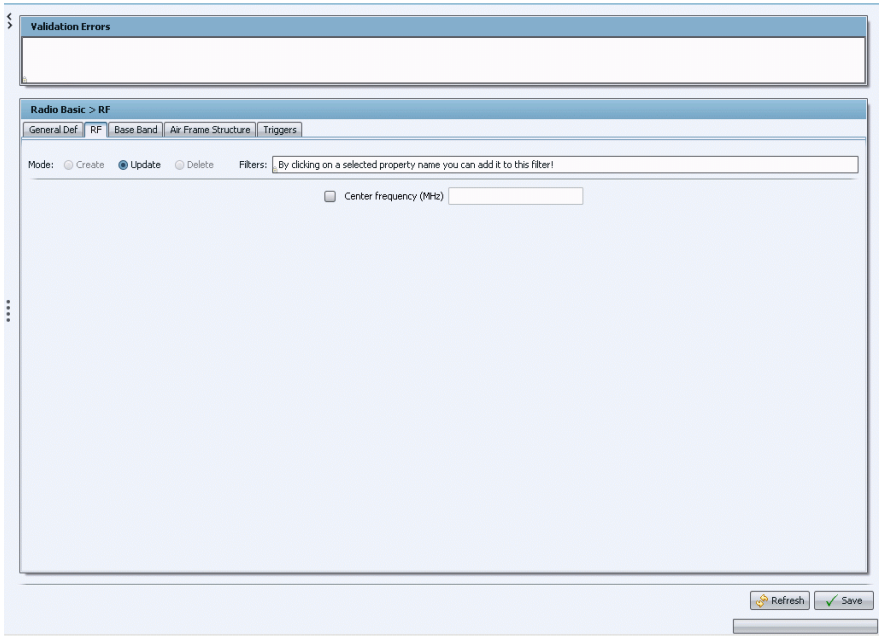 Validation Errors
Radio Basic > RF
General Def RF Base Band Air Frame Structure Triggers
Mode: Create Update Delete Filters: By clicking on a selected property name you can add it to this filter!
Center frequency (MHz)
Refresh Save